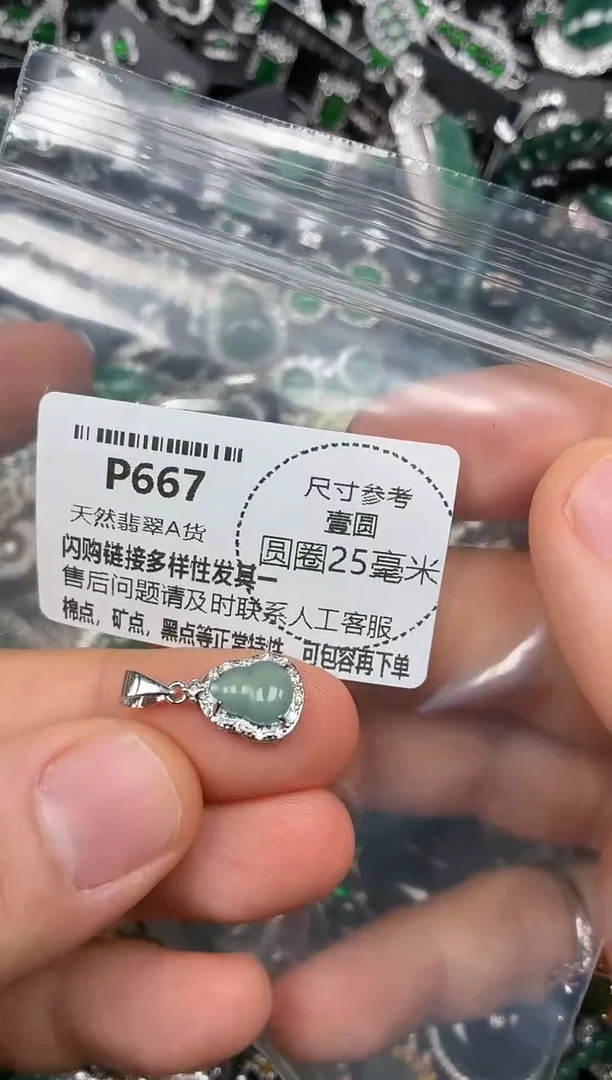 P667
天然翡翠A货
尺寸参考
壹圆
圆圈25毫米
闪购链接多样性发其一
售后问题请及时联系人工客服
棉点，矿点，黑点等正常特性，可包容再下单